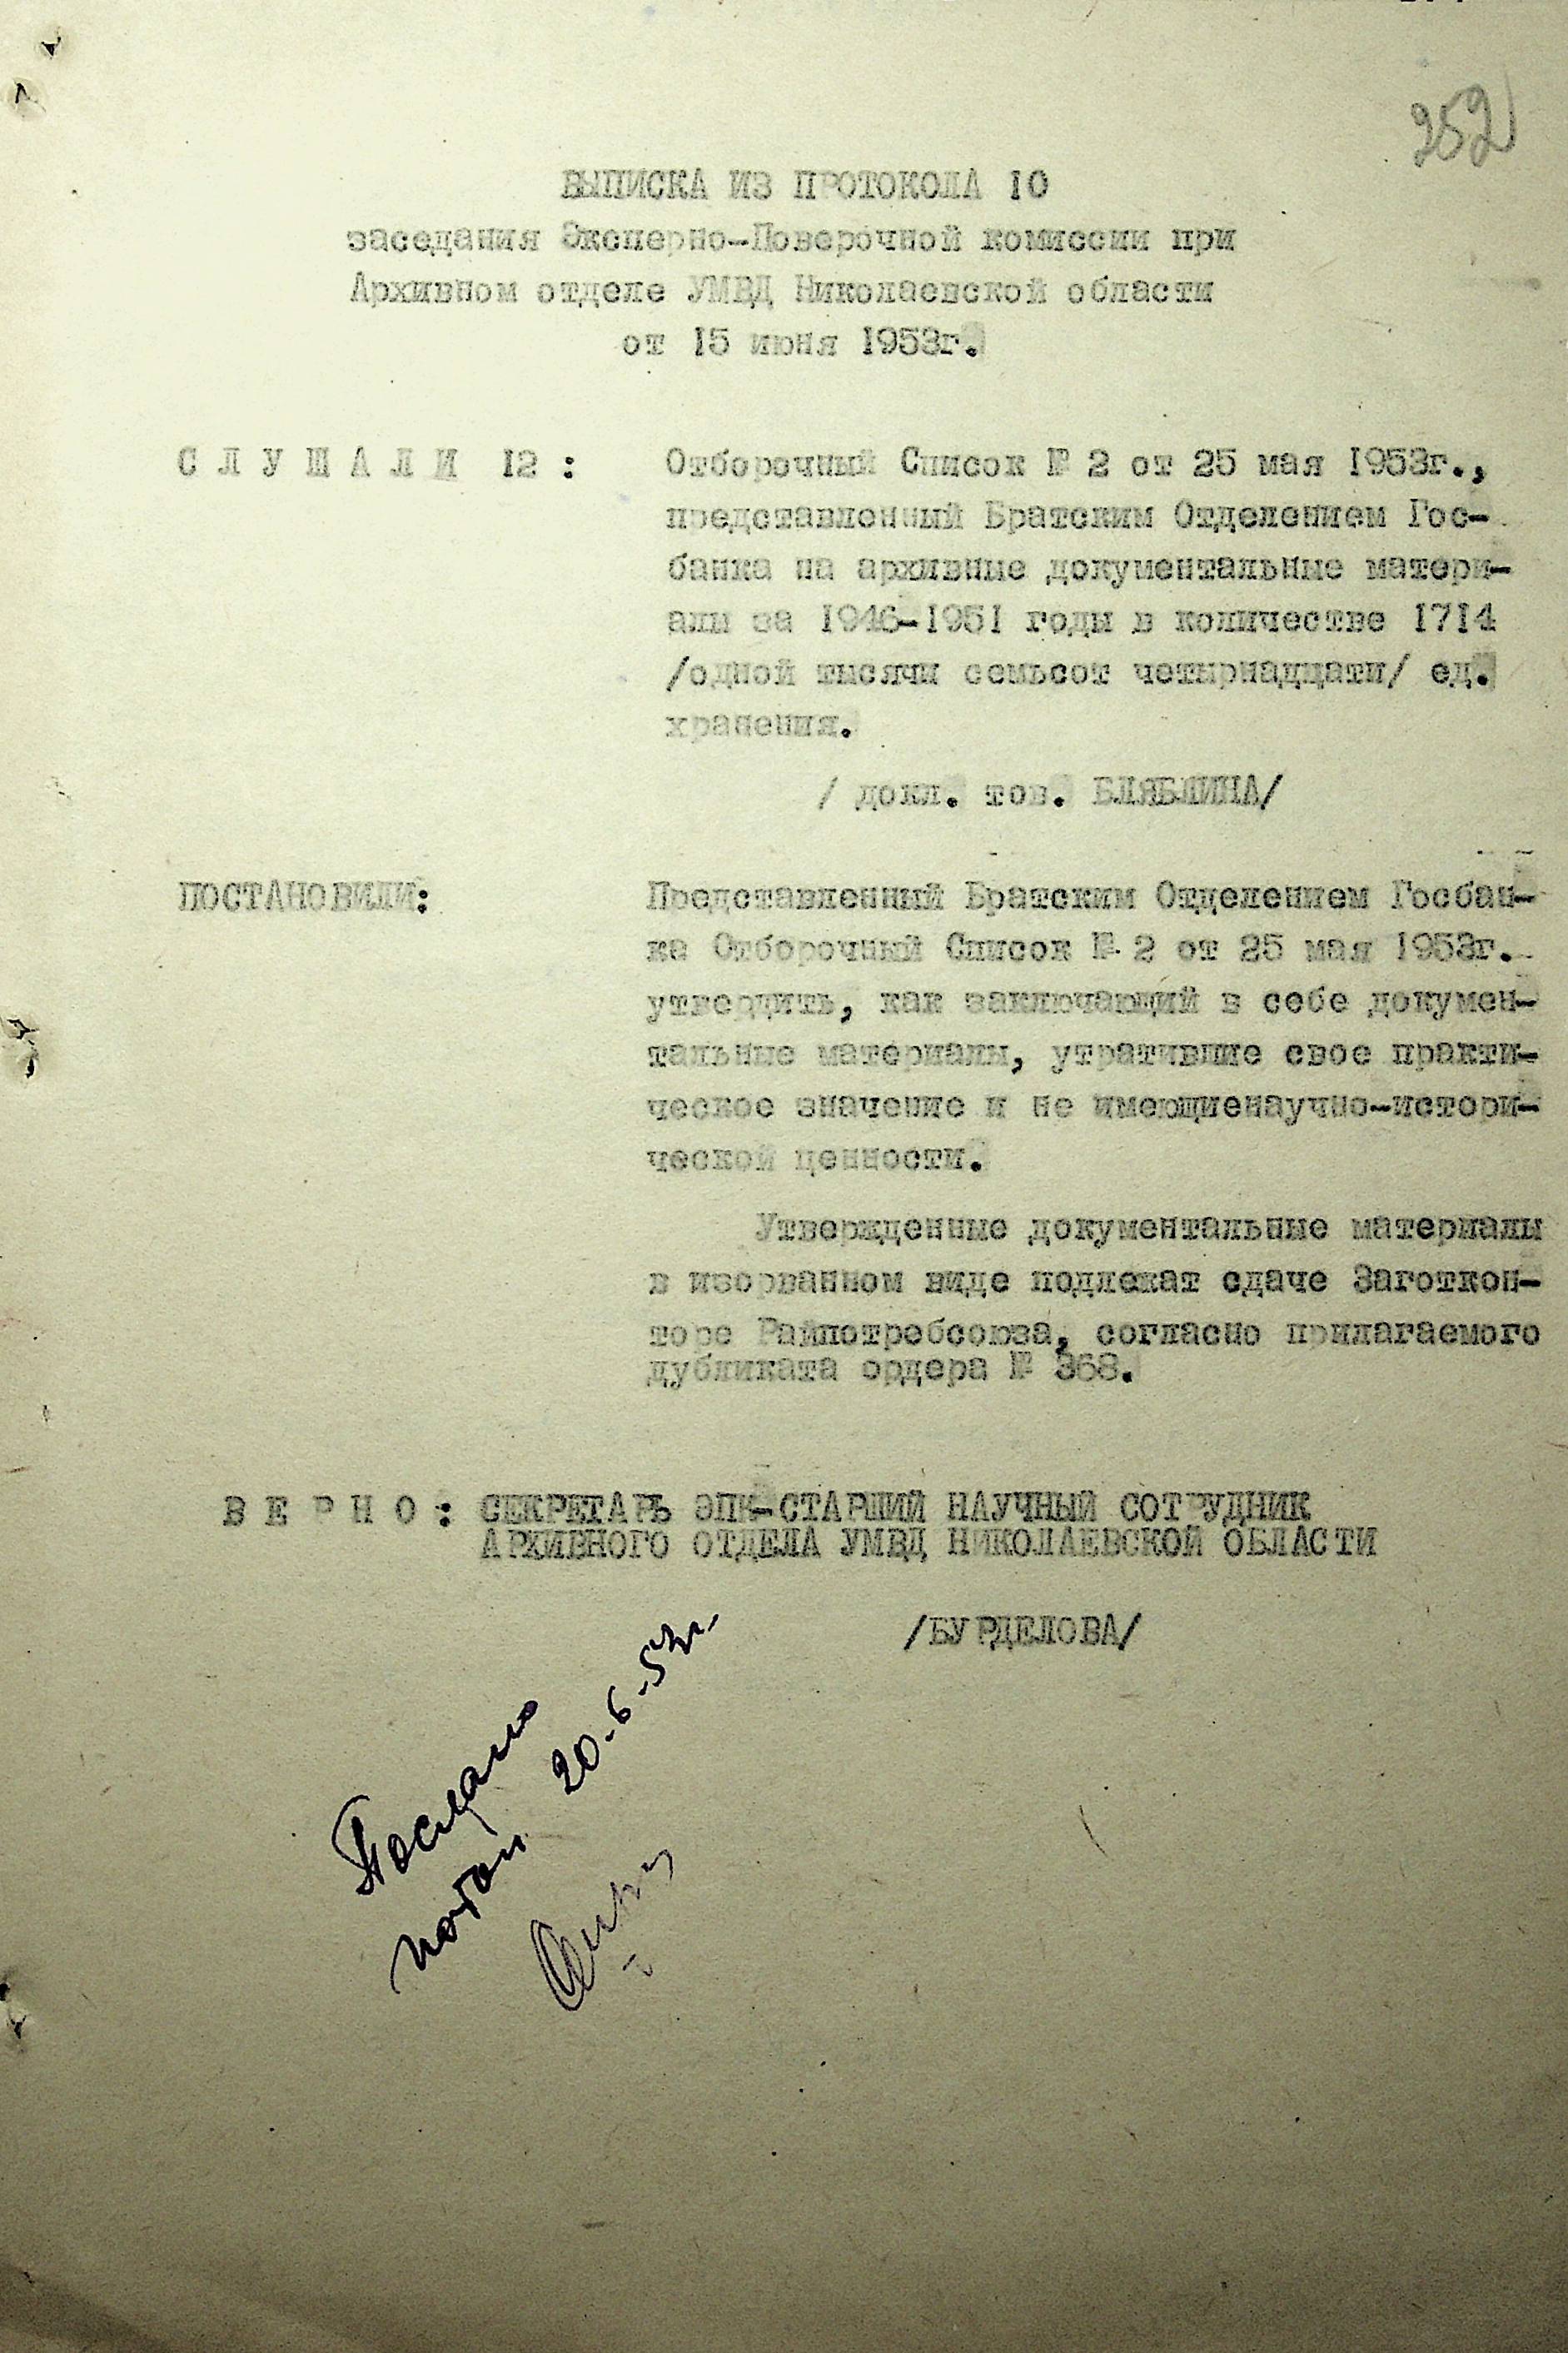 252
ВЫПИСКА ИЗ ПРОТОКОЛА 10
заседания Эксперно-Поверочной комиссии при
Архивном отделе УМВД Николаевской области
от 15 июня 1953г.
С Л У Ш А Л И 12 : Отборочный Список № 2 от 25 мая 1953г.,
представленный Братским Отделением Гос-
банка на архивные документальные матери-
алы за 1946-1951 годы в количестве 1714
/одной тысячи семьсот четырнадцати/ ед.
хранения.
/ докл. тов. БЛЯБЛИНА/
ПОСТАНОВИЛИ: Представленный Братским Отделением Госбан-
ка Отборочный Список № 2 от 25 мая 1953г.
утвердить, как заключающий в себе докумен-
тальные материалы, утратившие свое практи-
ческое значение и не имеющиенаучно-истори-
ческой ценности.
Утвержденные документальные материалы
в изорванном виде подлежат сдаче Заготкон-
торе Райпотребсоюза, согласно прилагаемого
дубликата ордера № 368.
В Е Р Н О : СЕКРЕТАРЬ ЭПК-СТАРШИЙ НАУЧНЫЙ СОТРУДНИК
АРХИВНОГО ОТДЕЛА УМВД НИКОЛАЕВСКОЙ ОБЛАСТИ
/БУРДЕЛОВА/
Послано
почтой 20-6-53г.